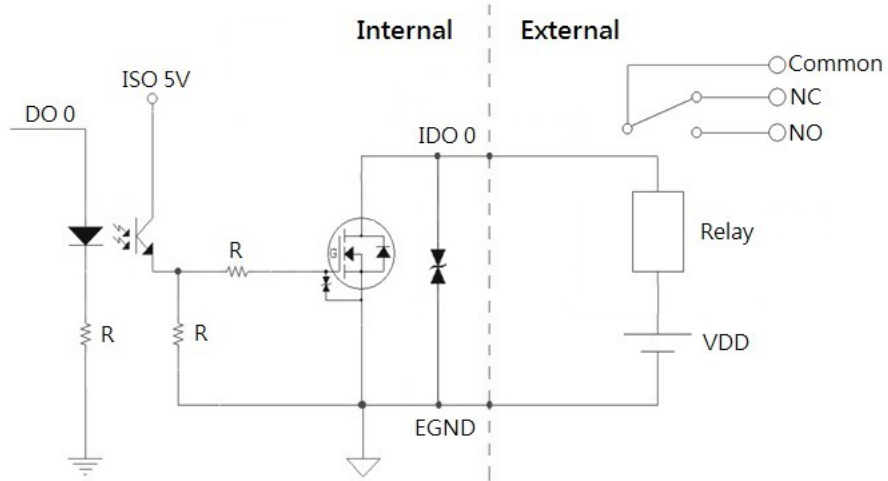 Internal
External
ISO 5V
Common
DO 0
NC
IDO 0
NO
R
G
Relay
R
R
VDD
EGND